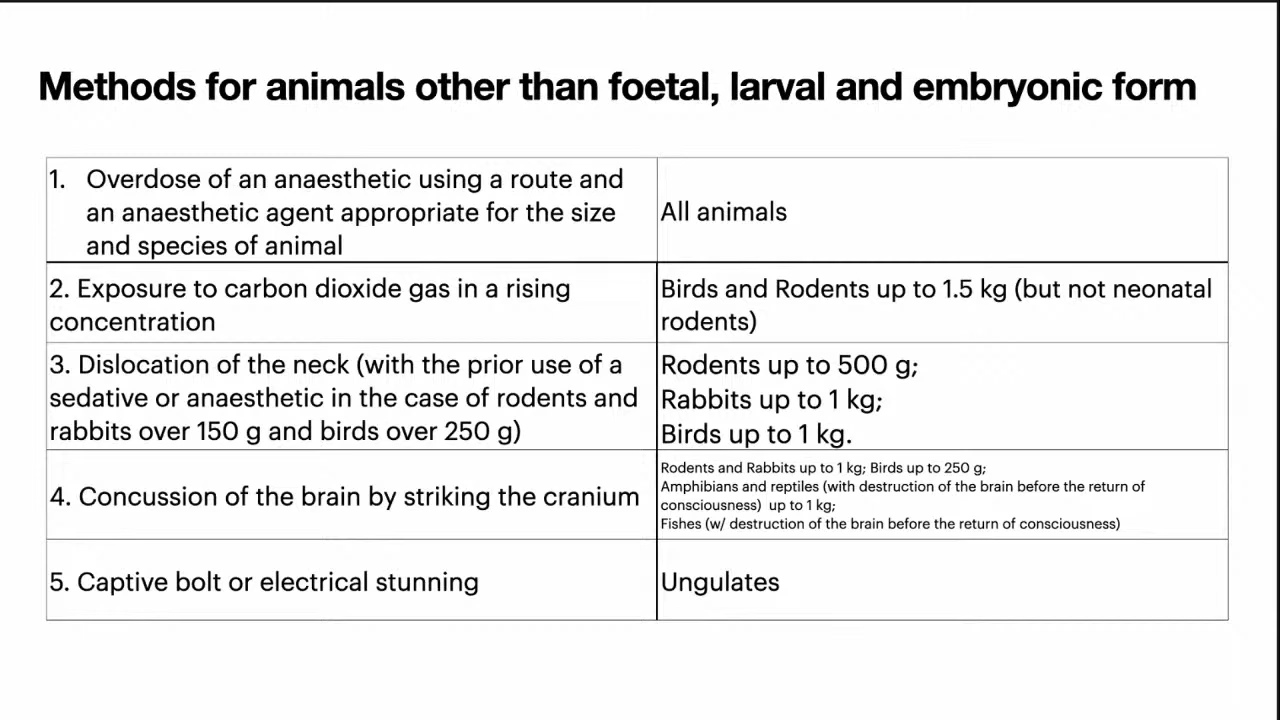 Methods for animals other than foetal, larval and embryonic form
1. Overdose of an anaesthetic using a route and
an anaesthetic agent appropriate for the size
and species of animal
All animals
2. Exposure to carbon dioxide gas in a rising
concentration
Birds and Rodents up to 1.5 kg (but not neonatal
rodents)
3. Dislocation of the neck (with the prior use of a
sedative or anaesthetic in the case of rodents and
rabbits over 150 g and birds over 250 g)
Rodents up to 500 g;
Rabbits up to 1 kg;
Birds up to 1 kg.
4. Concussion of the brain by striking the cranium
Rodents and Rabbits up to 1 kg; Birds up to 250 g;
Amphibians and reptiles (with destruction of the brain before the return of
consciousness) up to 1 kg;
Fishes (w/ destruction of the brain before the return of consciousness)
5. Captive bolt or electrical stunning
Ungulates